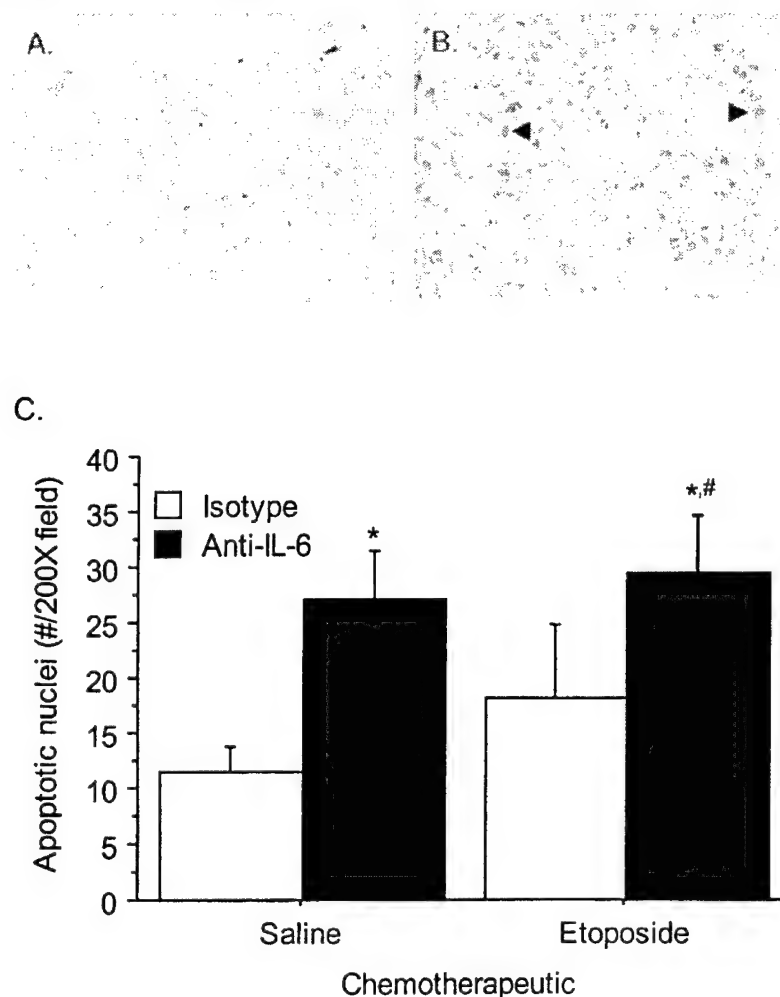 A.
B.
C.
Apoptotic nuclei (#/200X field)
40
35
30
25
20
15
10
5
0
Isotype
Anti-IL-6
*
*,#
Saline
Etoposide
Chemotherapeutic